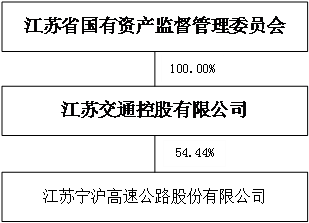 江苏省国有资产监督管理委员会
100.00%
江苏交通控股有限公司
54.44%
江苏宁沪高速公路股份有限公司